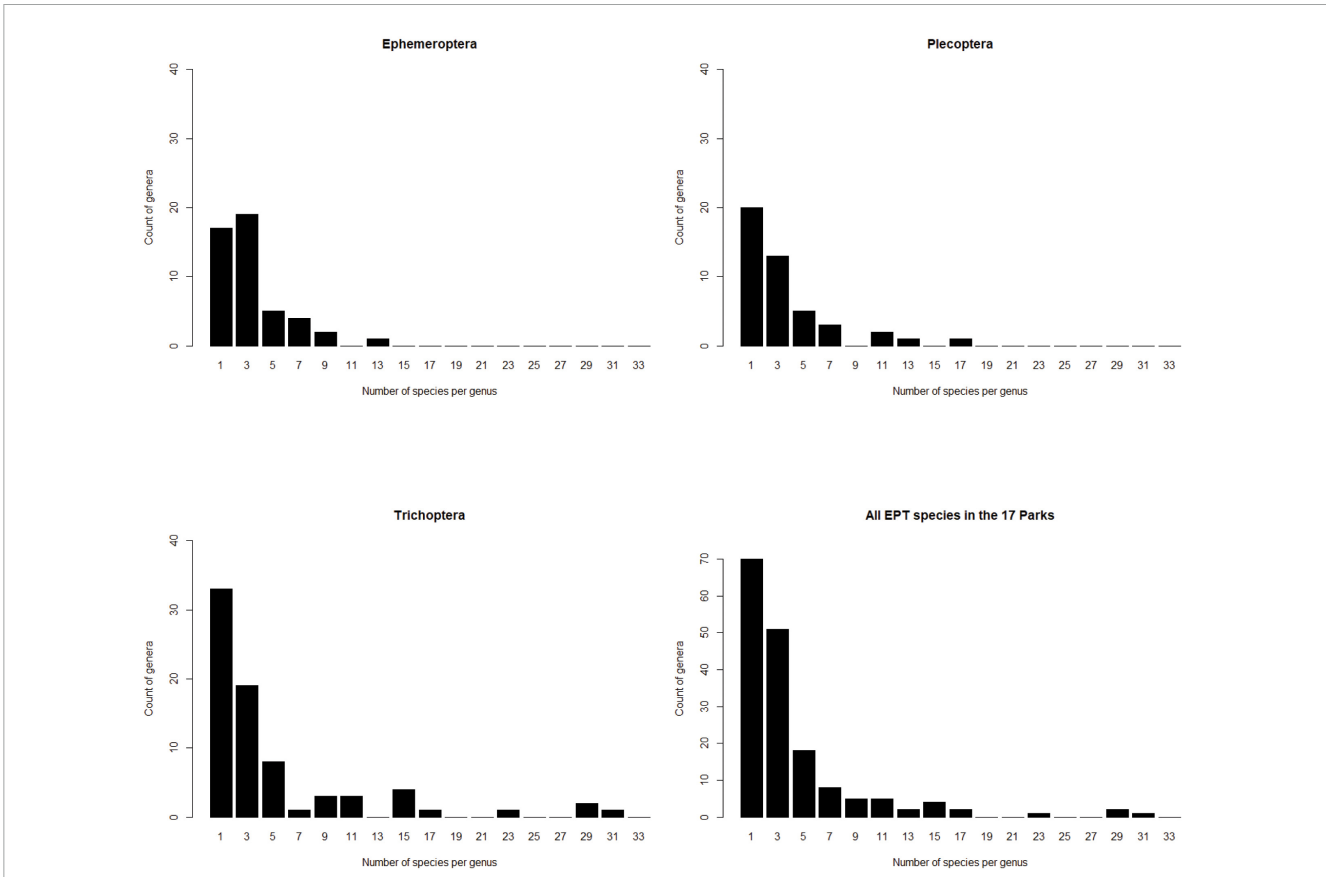 Ephemeroptera
40
30
20
10
0
Count of genera
1 3 5 7 9 11 13 15 17 19 21 23 25 27 29 31 33
Number of species per genus
Plecoptera
40
30
20
10
0
Count of genera
1 3 5 7 9 11 13 15 17 19 21 23 25 27 29 31 33
Number of species per genus
Trichoptera
40
30
20
10
0
Count of genera
1 3 5 7 9 11 13 15 17 19 21 23 25 27 29 31 33
Number of species per genus
All EPT species in the 17 Parks
70
60
50
40
30
20
10
0
Count of genera
1 3 5 7 9 11 13 15 17 19 21 23 25 27 29 31 33
Number of species per genus